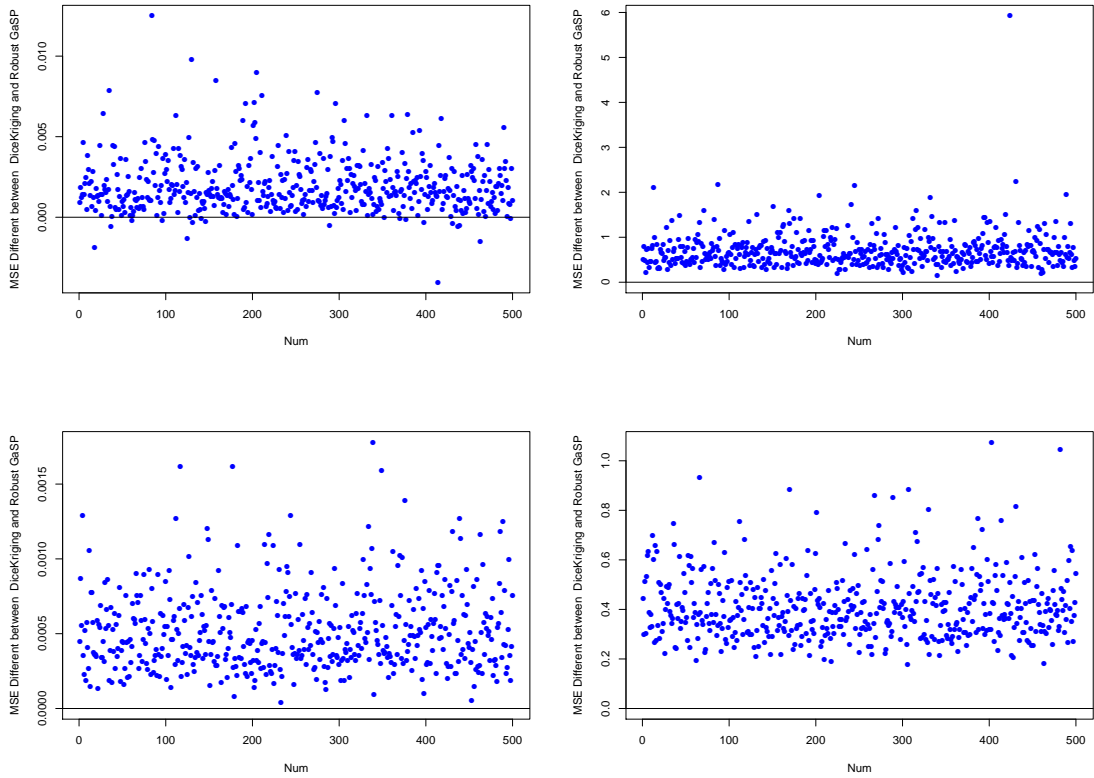 MSE Different between  DiceKriging and Robust GaSP
0.000 0.005 0.010
0 100 200 300 400 500
Num
MSE Different between  DiceKriging and Robust GaSP
0 1 2 3 4 5 6
0 100 200 300 400 500
Num
MSE Different between  DiceKriging and Robust GaSP
0.0000 0.0005 0.0010 0.0015
0 100 200 300 400 500
Num
MSE Different between  DiceKriging and Robust GaSP
0.0 0.2 0.4 0.6 0.8 1.0
0 100 200 300 400 500
Num